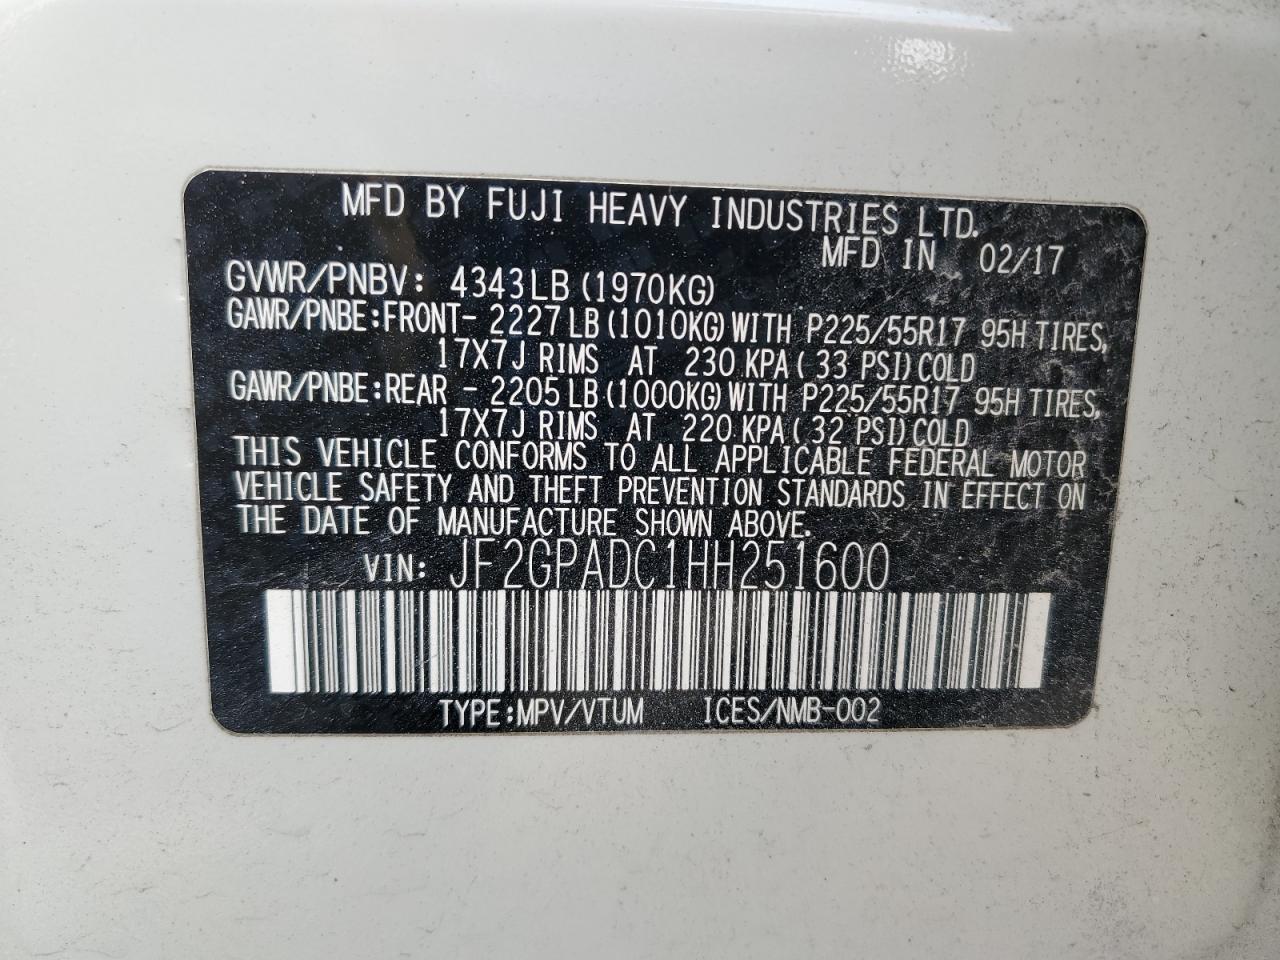 MFD BY FUJI HEAVY INDUSTRIES LTD.
MFD IN 02/17
GVWR/PNBV: 4343LB (1970KG)
GAWR/PNBE:FRONT- 2227LB (1010KG) WITH P225/55R17 95H TIRES,
17X7J RIMS AT 230 KPA ( 33 PSI) COLD
GAWR/PNBE:REAR - 2205LB (1000KG) WITH P225/55R17 95H TIRES,
17X7J RIMS AT 220 KPA ( 32 PSI) COLD
THIS VEHICLE CONFORMS TO ALL APPLICABLE FEDERAL MOTOR
VEHICLE SAFETY AND THEFT PREVENTION STANDARDS IN EFFECT ON
THE DATE OF MANUFACTURE SHOWN ABOVE.
VIN: JF2GPADC1HH251600
TYPE:MPV/VTUM ICES/NMB-002